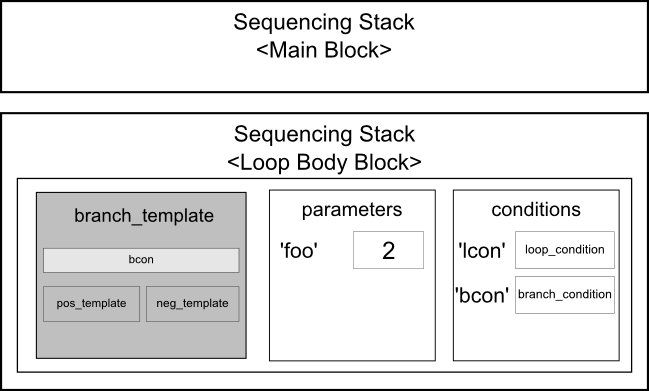 Sequencing Stack
<Main Block>
Sequencing Stack
<Loop Body Block>
branch_template
bcon
pos_template neg_template
parameters
'foo' 2
conditions
'lcon' loop_condition
'bcon' branch_condition